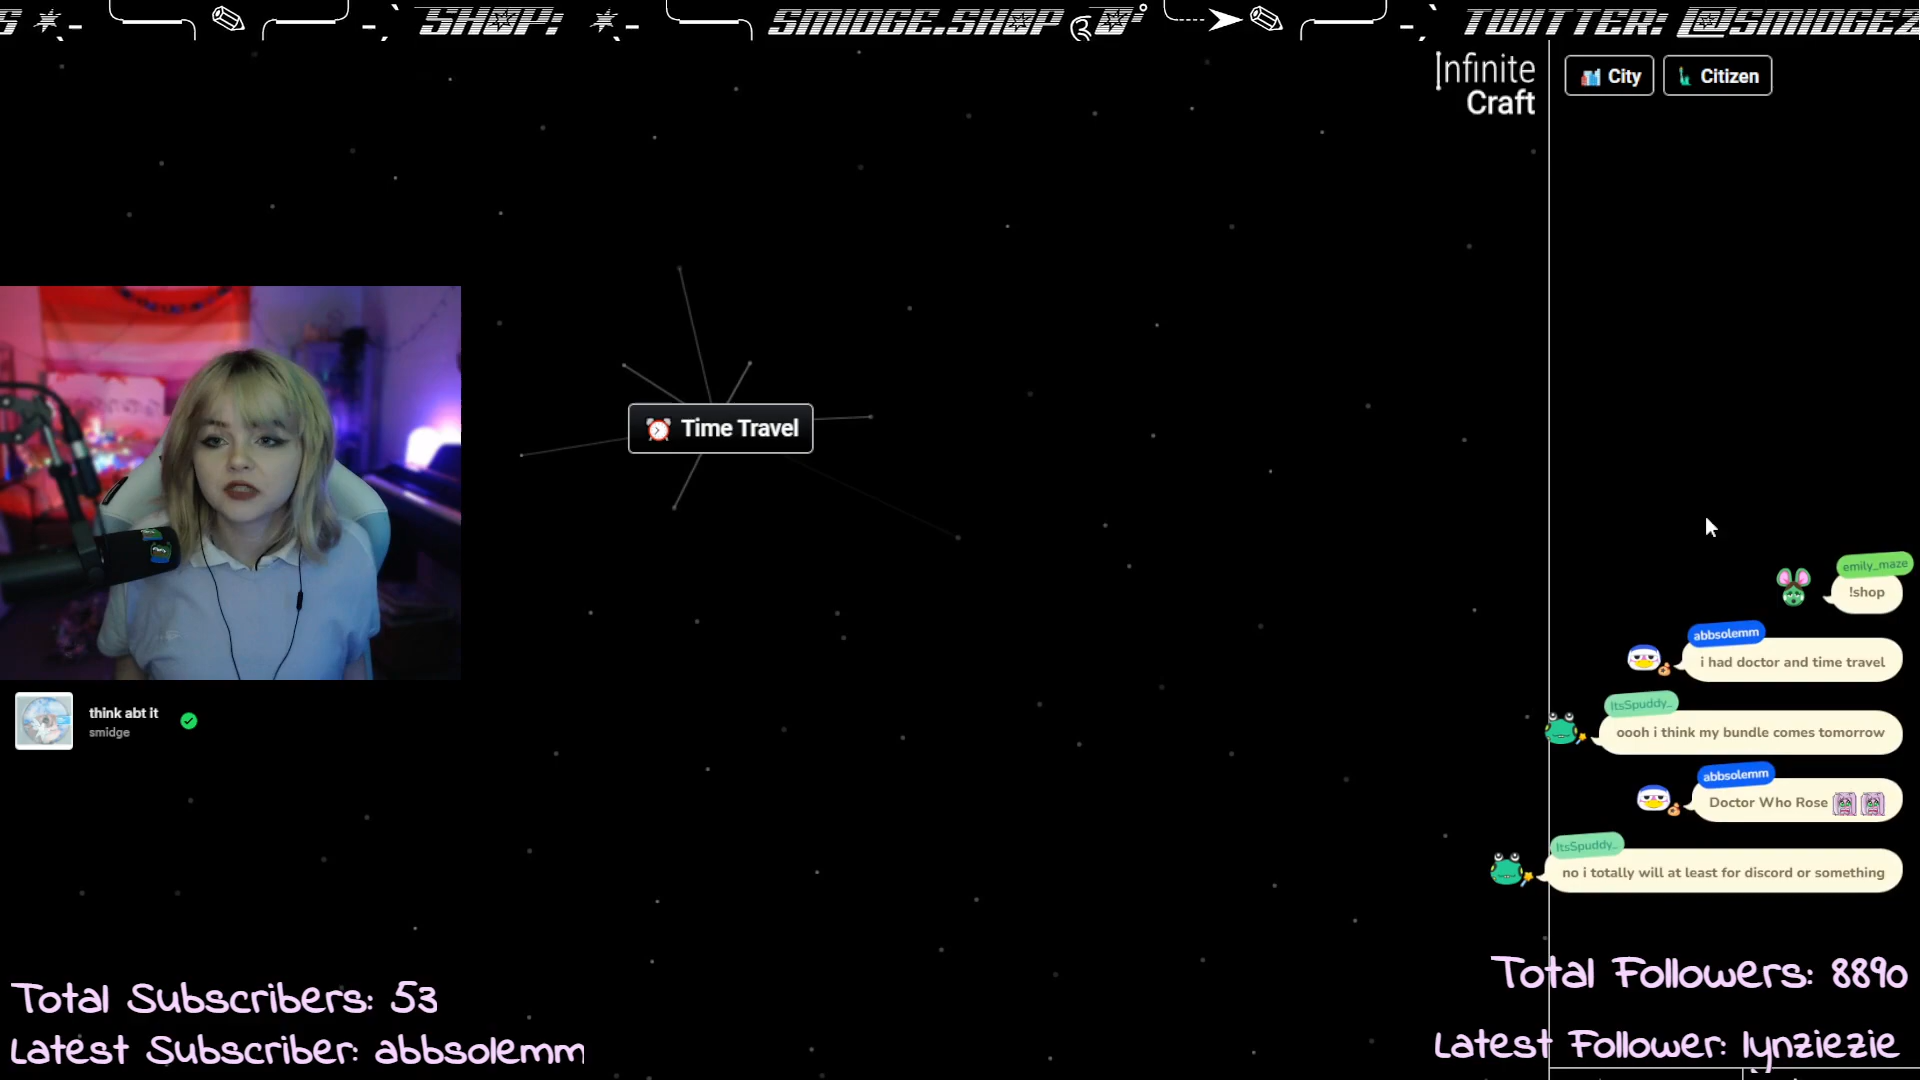 SHOP:
SMIDGE.SHOP
TWITTER: @SMIDGEZ
Infinite
Craft
City
Citizen
Time Travel
emily_maze
!shop
abbsolemm
i had doctor and time travel
ItsSpuddy_
oooh i think my bundle comes tomorrow
abbsolemm
Doctor Who Rose
ItsSpuddy_
no i totally will at least for discord or something
think abt it
smidge
Total Subscribers: 53
Latest Subscriber: abbsolemm
Total Followers: 8890
Latest Follower: lynziezie